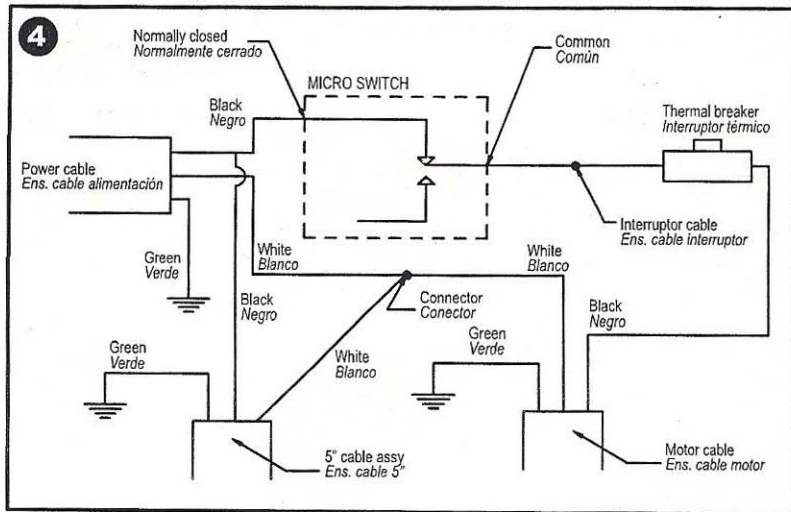 4
Normally closed
Normalmente cerrado
Common
Común
MICRO SWITCH
Black
Negro
Thermal breaker
Interruptor térmico
Power cable
Ens. cable alimentación
Interruptor cable
Ens. cable interruptor
Green
Verde
White
Blanco
White
Blanco
Connector
Conector
Black
Negro
Black
Negro
Green
Verde
White
Blanco
Green
Verde
5" cable assy
Ens. cable 5"
Motor cable
Ens. cable motor